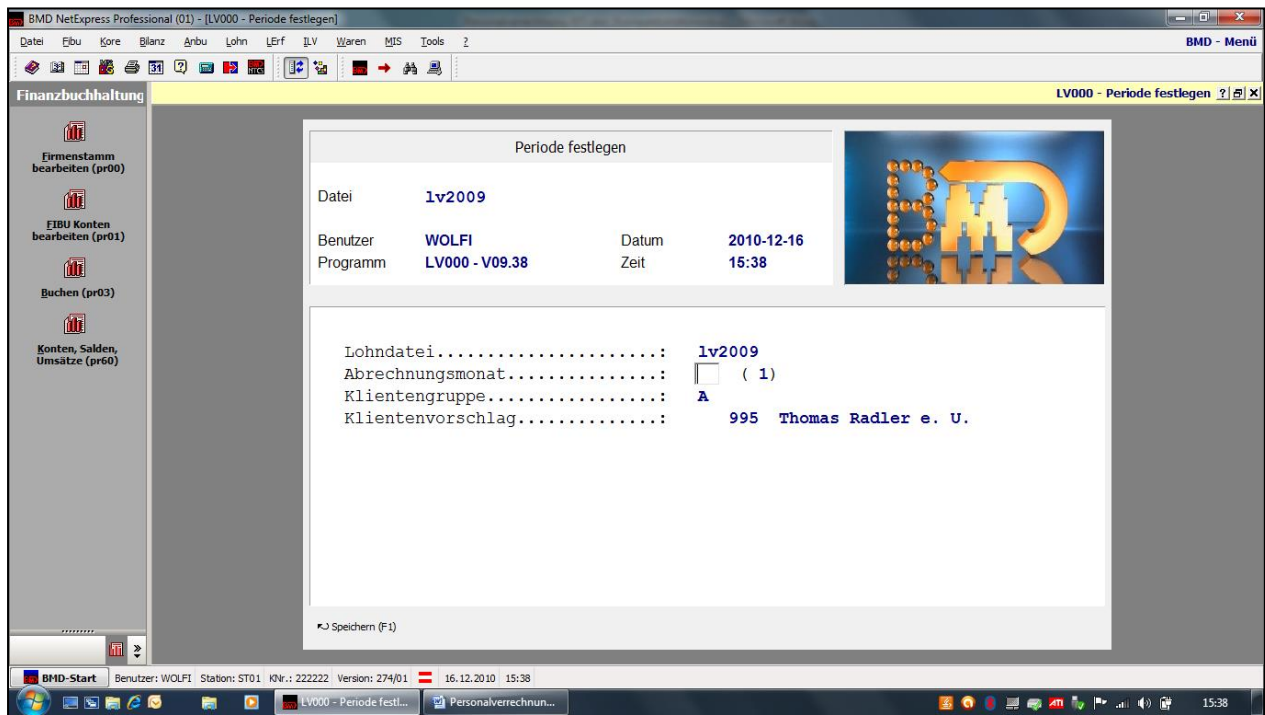 BMD NetExpress Professional (01) - [LV000 - Periode festlegen]
Datei Fibu Kore Bilanz Anbu Lohn LErf ILV Waren MIS Tools ? BMD - Menü
Finanzbuchhaltung LV000 - Periode festlegen
Firmenstamm
bearbeiten (pr00)
FIBU Konten
bearbeiten (pr01)
Buchen (pr03)
Konten, Salden,
Umsätze (pr60)
Periode festlegen
Datei lv2009
Benutzer WOLFI Datum 2010-12-16
Programm LV000 - V09.38 Zeit 15:38
BMD
Lohndatei.......................: lv2009
Abrechnungsmonat................: ( 1)
Klientengruppe..................: A
Klientenvorschlag...............: 995 Thomas Radler e. U.
Speichern (F1)
BMD-Start Benutzer: WOLFI Station: ST01 KNr.: 222222 Version: 274/01 16.12.2010 15:38
LV000 - Periode festl... Personalverrechnun... 15:38